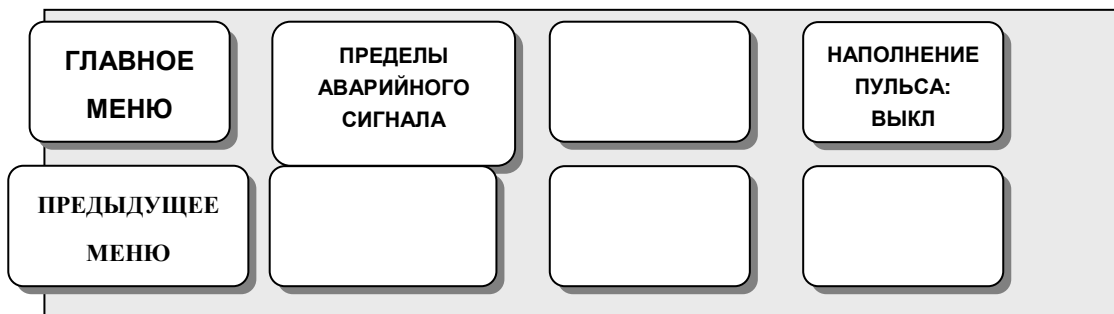 ГЛАВНОЕ
МЕНЮ
ПРЕДЕЛЫ
АВАРИЙНОГО
СИГНАЛА
НАПОЛНЕНИЕ
ПУЛЬСА:
ВЫКЛ
ПРЕДЫДУЩЕЕ
МЕНЮ